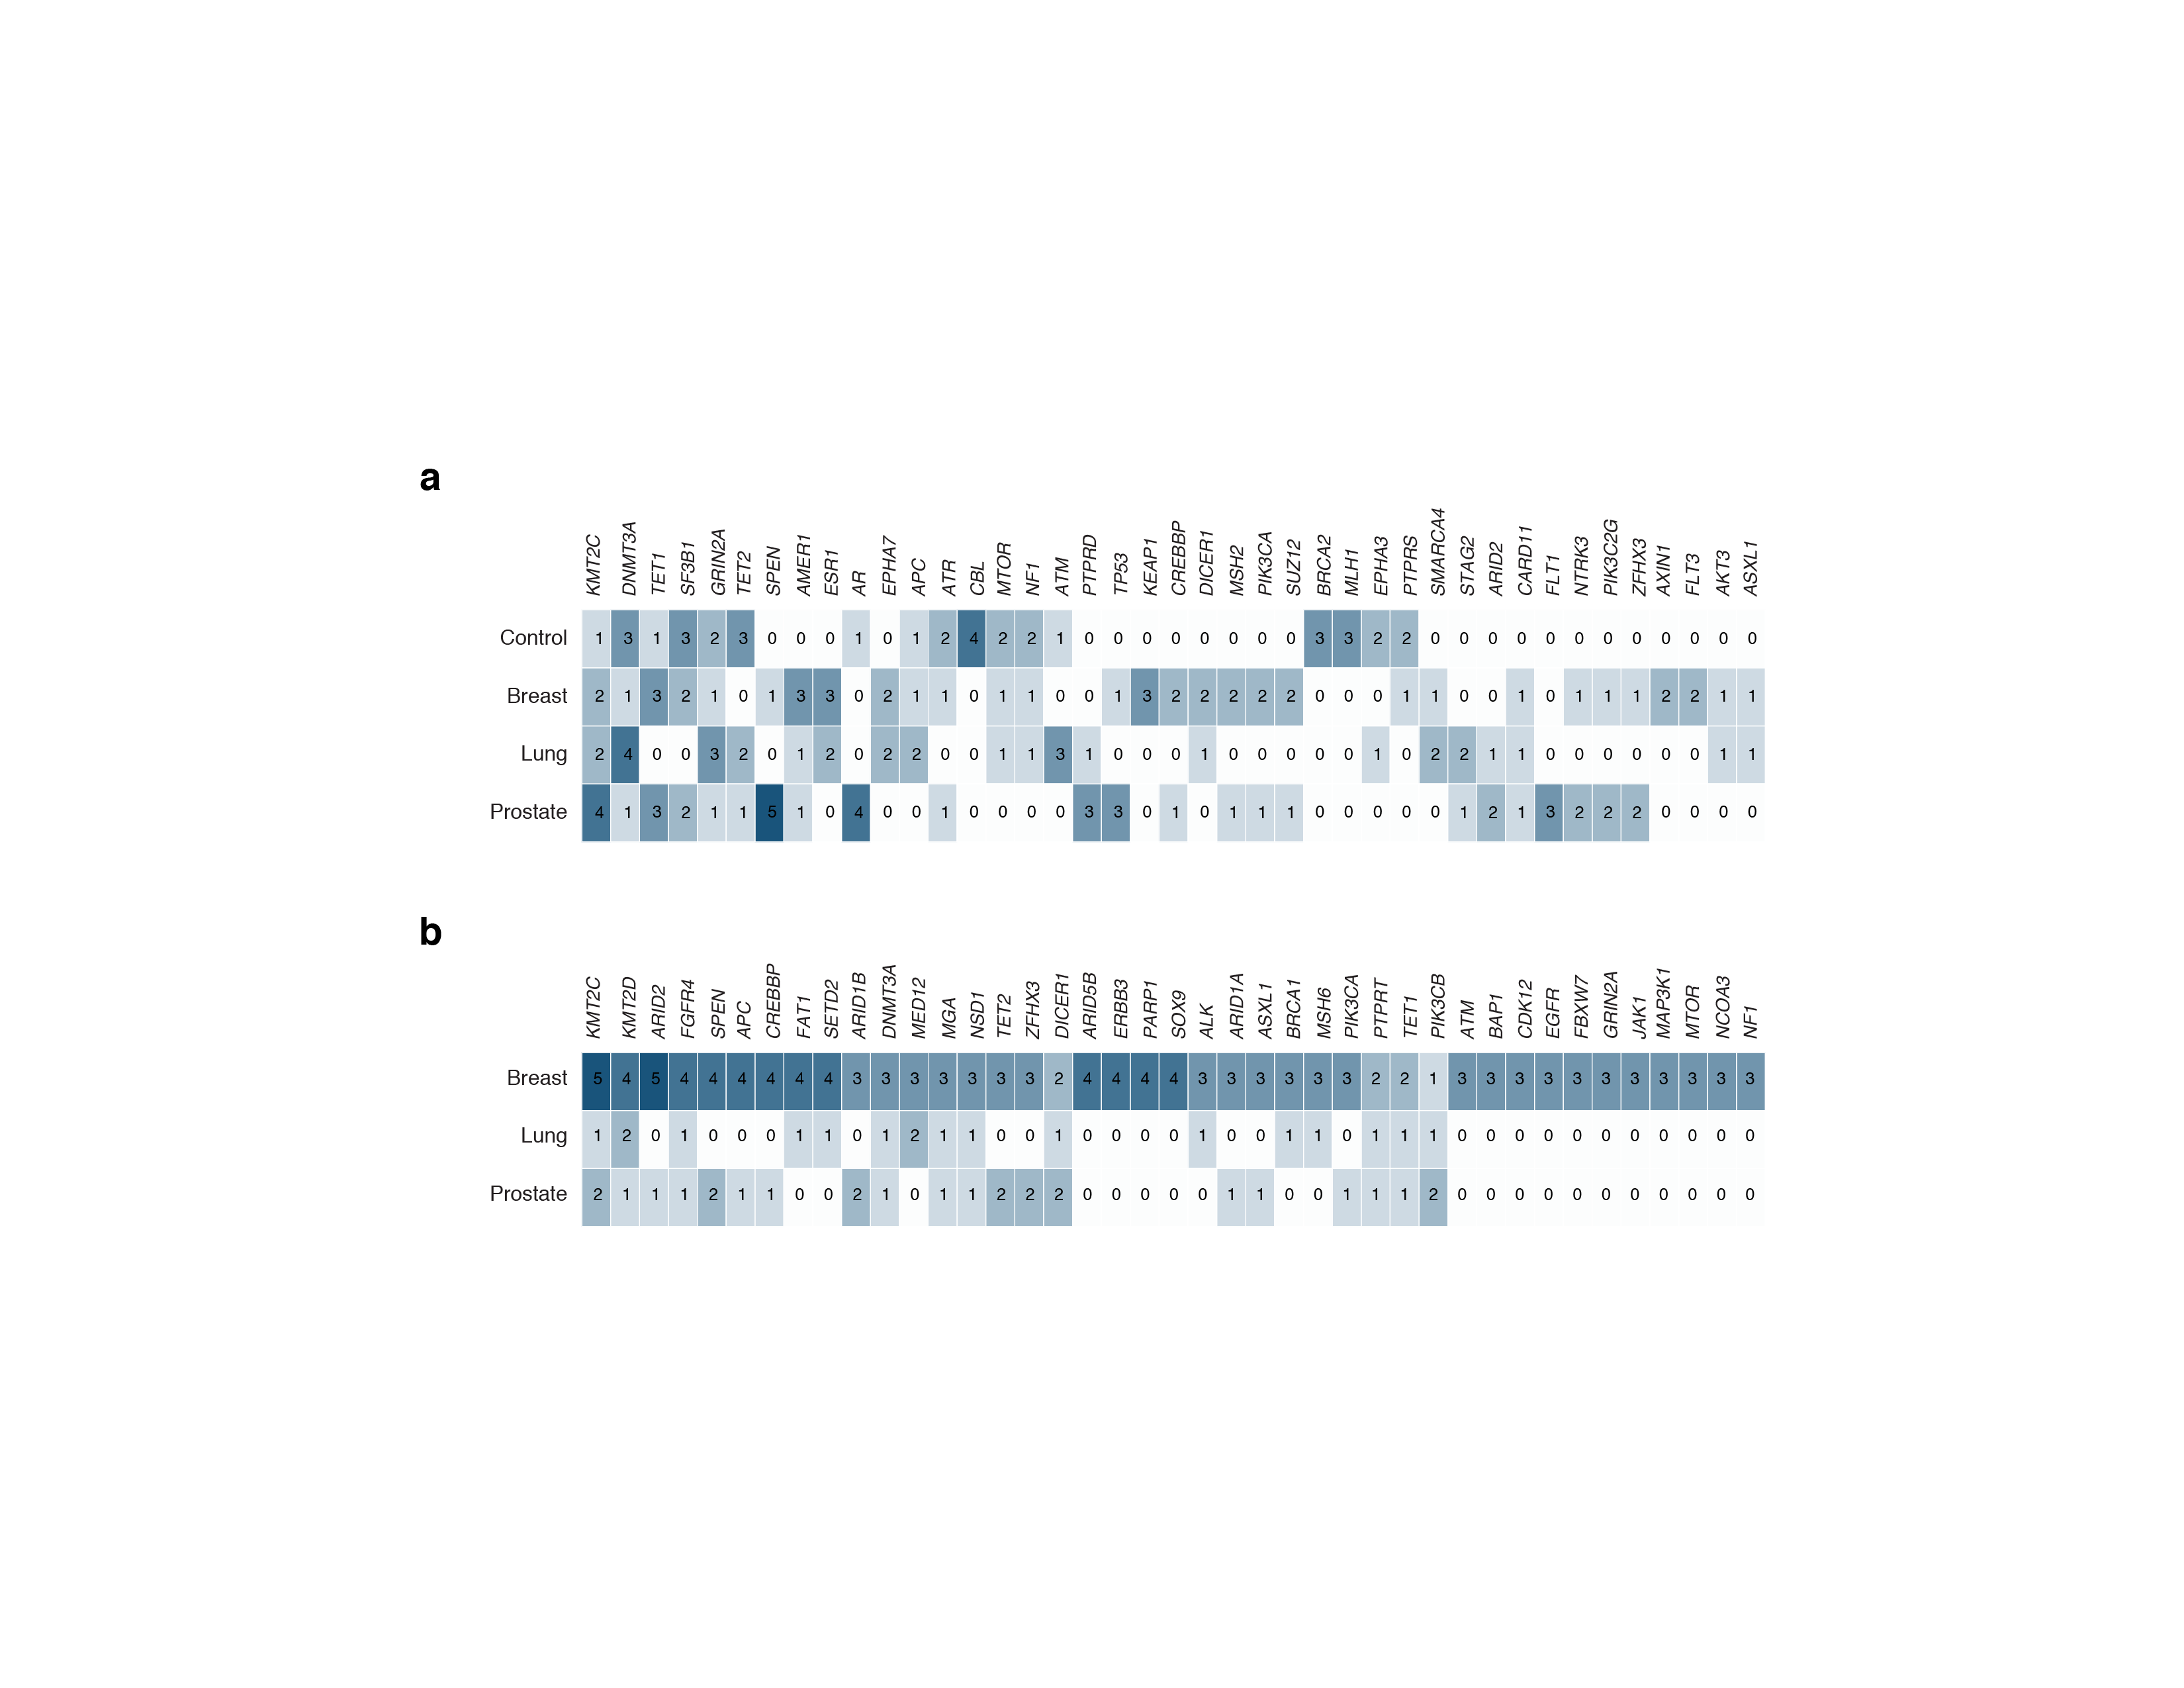 a
KMT2C DNMT3A TET1 SF3B1 GRIN2A TET2 SPEN AMER1 ESR1 AR EPHA7 APC ATR CBL MTOR NF1 ATM PTPRD TP53 KEAP1 CREBBP DICER1 MSH2 PIK3CA SUZ12 BRCA2 MLH1 EPHA3 PTPRS SMARCA4 STAG2 ARID2 CARD11 FLT1 NTRK3 PIK3C2G ZFHX3 AXIN1 FLT3 AKT3 ASXL1
Control 1 3 1 3 2 3 0 0 0 1 0 1 2 4 2 2 1 0 0 0 0 0 0 0 0 3 3 2 2 0 0 0 0 0 0 0 0 0 0 0 0
Breast 2 1 3 2 1 0 1 3 3 0 2 1 1 0 1 1 0 0 1 3 2 2 2 2 2 0 0 0 1 1 0 0 1 0 1 1 1 2 2 1 1
Lung 2 4 0 0 3 2 0 1 2 0 2 2 0 0 1 1 3 1 0 0 0 1 0 0 0 0 0 1 0 2 2 1 1 0 0 0 0 0 0 1 1
Prostate 4 1 3 2 1 1 5 1 0 4 0 0 1 0 0 0 0 3 3 0 1 0 1 1 1 0 0 0 0 0 1 2 1 3 2 2 2 0 0 0 0
b
KMT2C KMT2D ARID2 FGFR4 SPEN APC CREBBP FAT1 SETD2 ARID1B DNMT3A MED12 MGA NSD1 TET2 ZFHX3 DICER1 ARID5B ERBB3 PARP1 SOX9 ALK ARID1A ASXL1 BRCA1 MSH6 PIK3CA PTPRT TET1 PIK3CB ATM BAP1 CDK12 EGFR FBXW7 GRIN2A JAK1 MAP3K1 MTOR NCOA3 NF1
Breast 5 4 5 4 4 4 4 4 4 3 3 3 3 3 3 3 2 4 4 4 4 3 3 3 3 3 3 2 2 1 3 3 3 3 3 3 3 3 3 3 3
Lung 1 2 0 1 0 0 0 1 1 0 1 2 1 1 0 0 1 0 0 0 0 1 0 0 1 1 0 1 1 1 0 0 0 0 0 0 0 0 0 0 0
Prostate 2 1 1 1 2 1 1 0 0 2 1 0 1 1 2 2 2 0 0 0 0 0 1 1 0 0 1 1 1 2 0 0 0 0 0 0 0 0 0 0 0